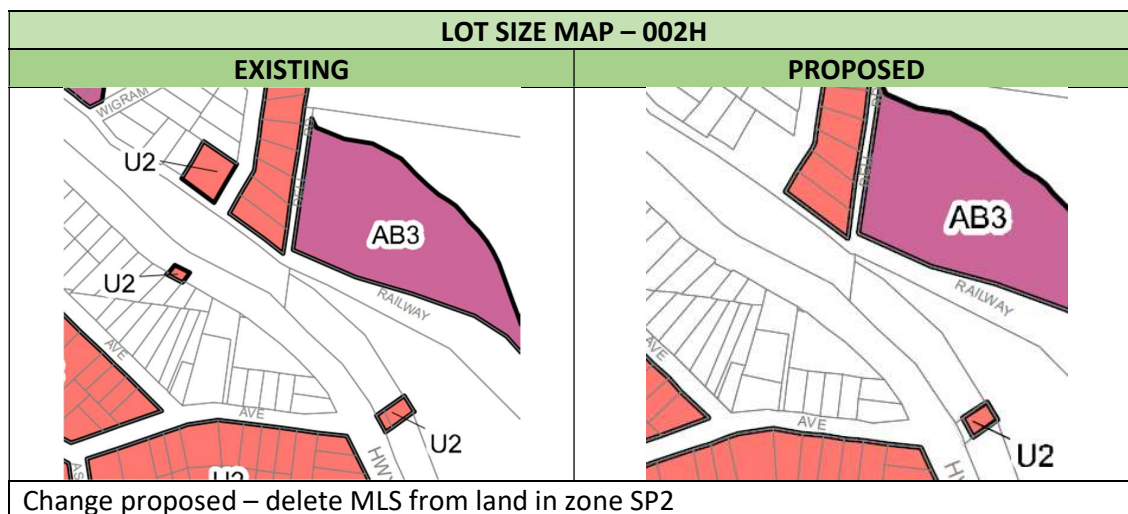 LOT SIZE MAP – 002H
EXISTING
PROPOSED
WIGRAM
U2
AB3
U2
RAILWAY
AVE
AVE
U2
HWY
U2
AB3
RAILWAY
AVE
U2
Change proposed – delete MLS from land in zone SP2